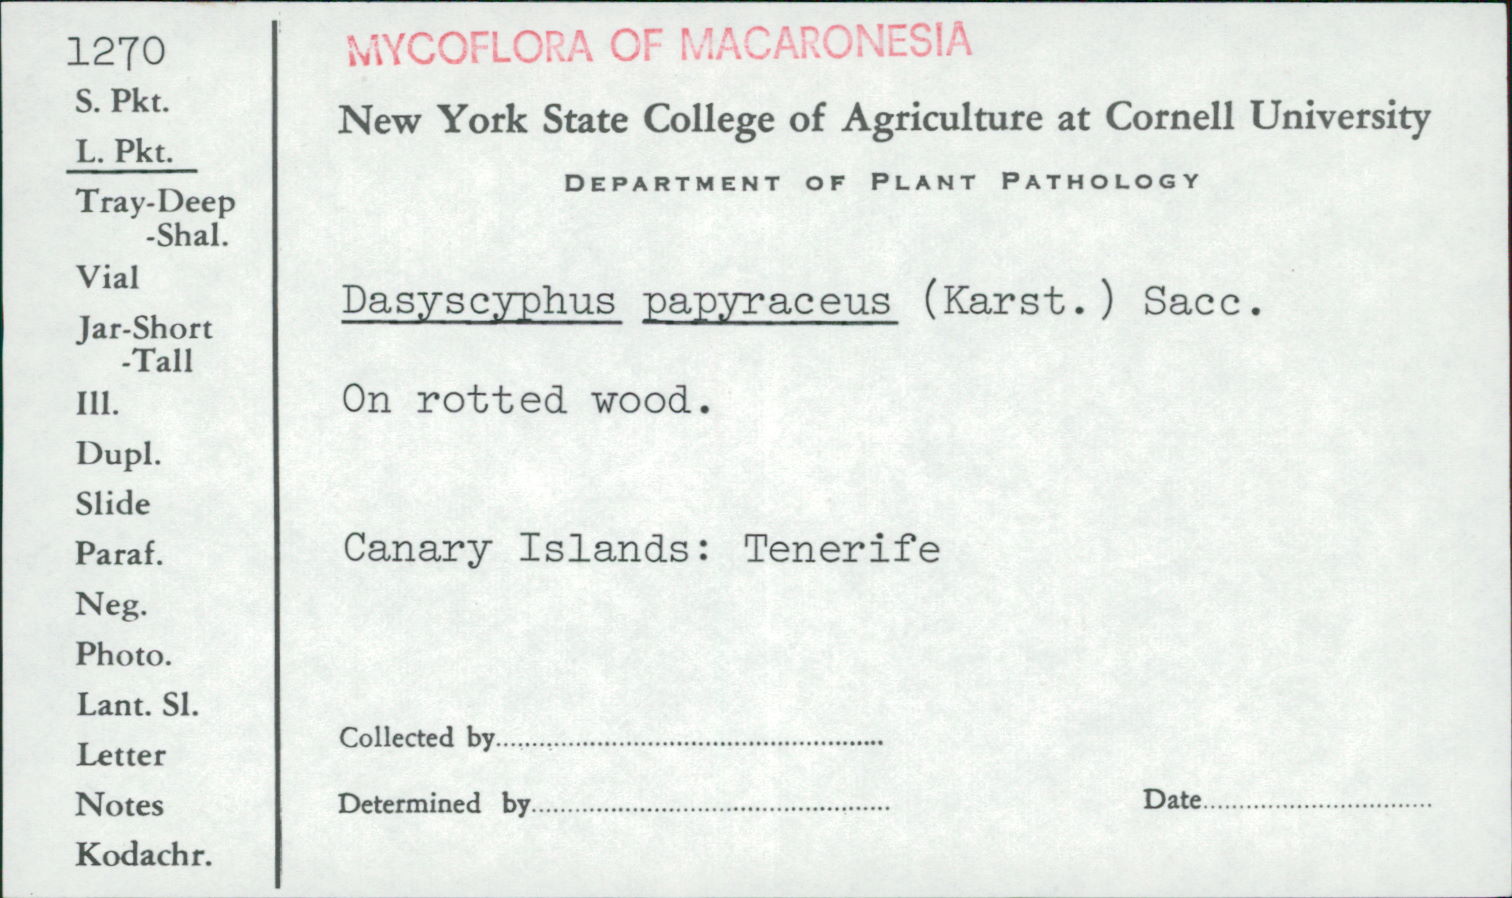 1270
S. Pkt.
L. Pkt.
Tray-Deep
-Shal.
Vial
Jar-Short
-Tall
Ill.
Dupl.
Slide
Paraf.
Neg.
Photo.
Lant. Sl.
Letter
Notes
Kodachr.
MYCOFLORA OF MACARONESIA
New York State College of Agriculture at Cornell University
DEPARTMENT OF PLANT PATHOLOGY
Dasyscyphus papyraceus (Karst.) Sacc.
On rotted wood.
Canary Islands: Tenerife
Collected by
Determined by
Date